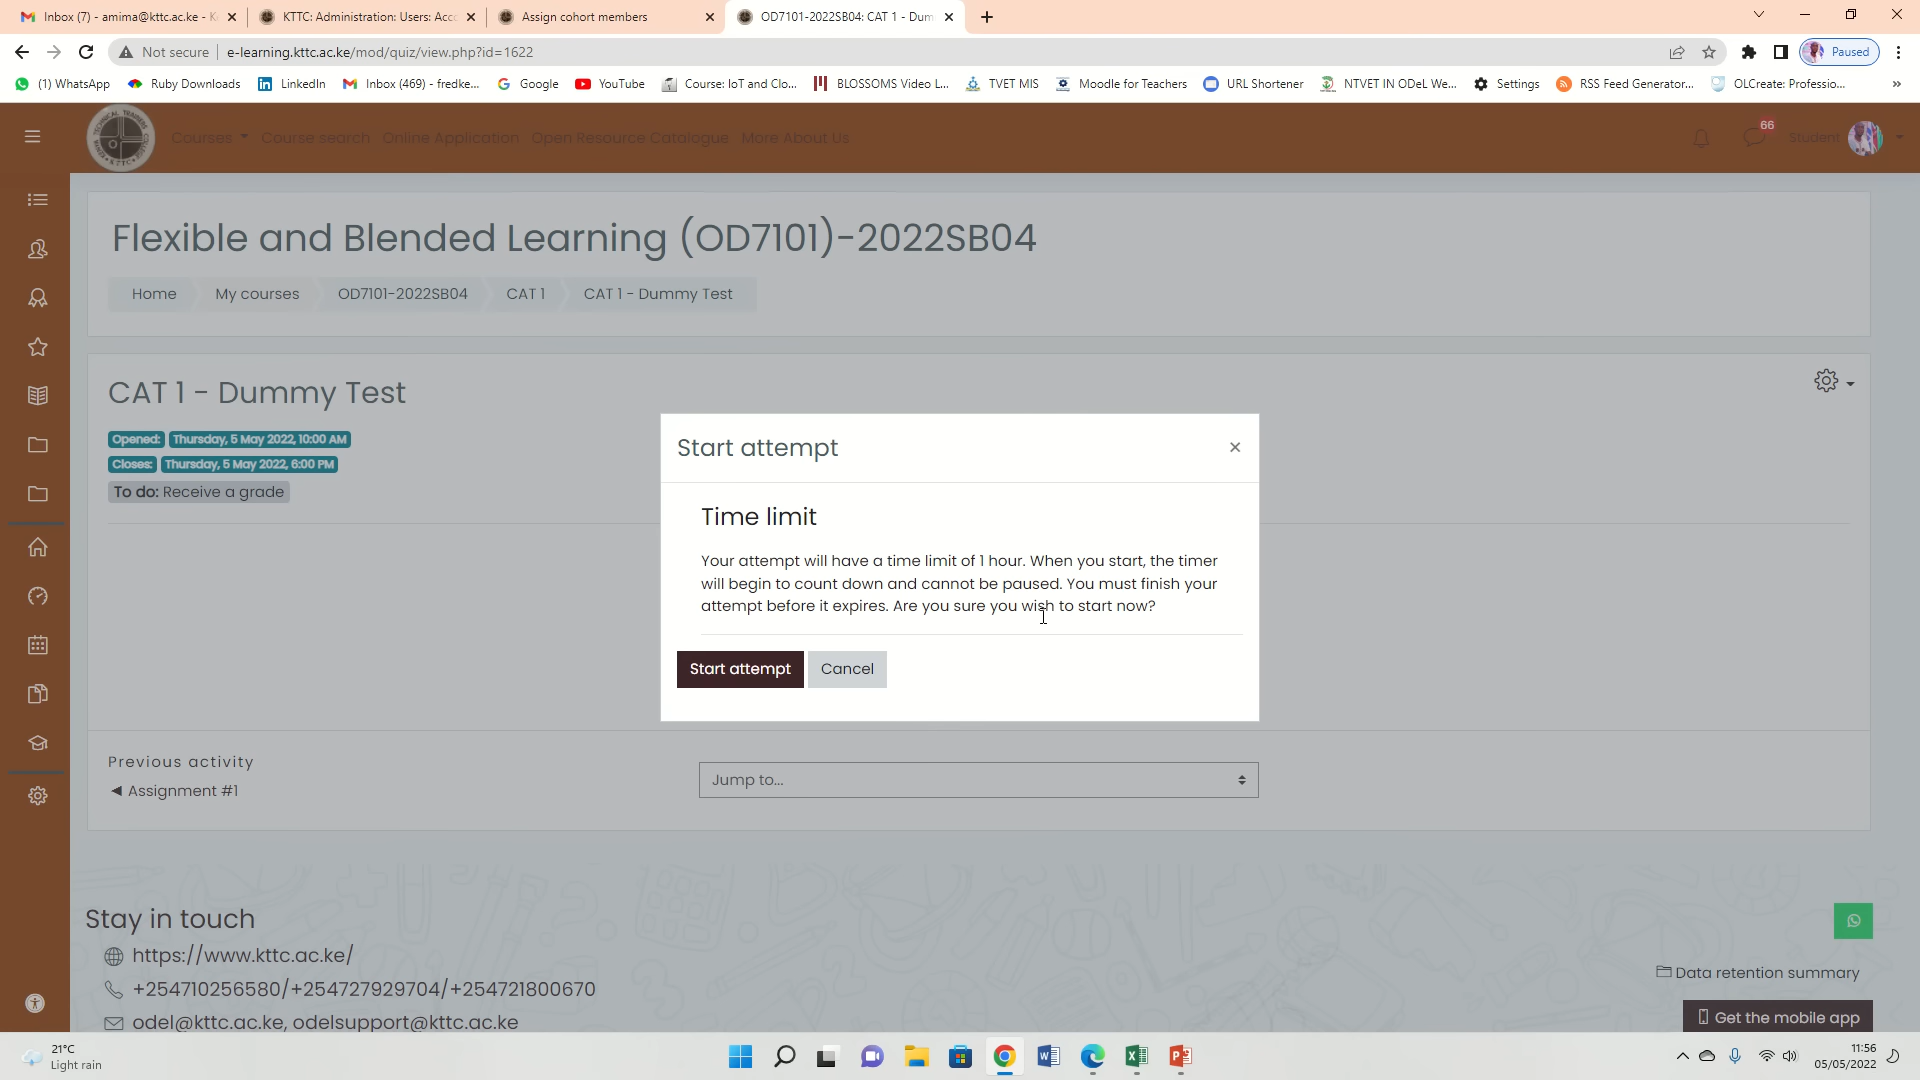 Inbox (7) - amima@kttc.ac.ke - K
KTTC: Administration: Users: Acco
Assign cohort members
OD7101-2022SB04: CAT 1 - Dum
Not secure
e-learning.kttc.ac.ke/mod/quiz/view.php?id=1622
Paused
(1) WhatsApp
Ruby Downloads
LinkedIn
Inbox (469) - fredke...
Google
YouTube
Course: IoT and Clo...
BLOSSOMS Video L...
TVET MIS
Moodle for Teachers
URL Shortener
NTVET IN ODeL We...
Settings
RSS Feed Generator...
OLCreate: Professio...
Courses
Course search
Online Application
Open Resource Catalogue
More About Us
66
Student
Flexible and Blended Learning (OD7101)-2022SB04
Home
My courses
OD7101-2022SB04
CAT 1
CAT 1 - Dummy Test
CAT 1 - Dummy Test
Opened: Thursday, 5 May 2022, 10:00 AM
Closes: Thursday, 5 May 2022, 6:00 PM
To do: Receive a grade
Start attempt
Time limit
Your attempt will have a time limit of 1 hour. When you start, the timer
will begin to count down and cannot be paused. You must finish your
attempt before it expires. Are you sure you wish to start now?
Start attempt
Cancel
Previous activity
◄ Assignment #1
Jump to...
Stay in touch
https://www.kttc.ac.ke/
+254710256580/+254727929704/+254721800670
odel@kttc.ac.ke, odelsupport@kttc.ac.ke
Data retention summary
Get the mobile app
21°C
Light rain
11:56
05/05/2022